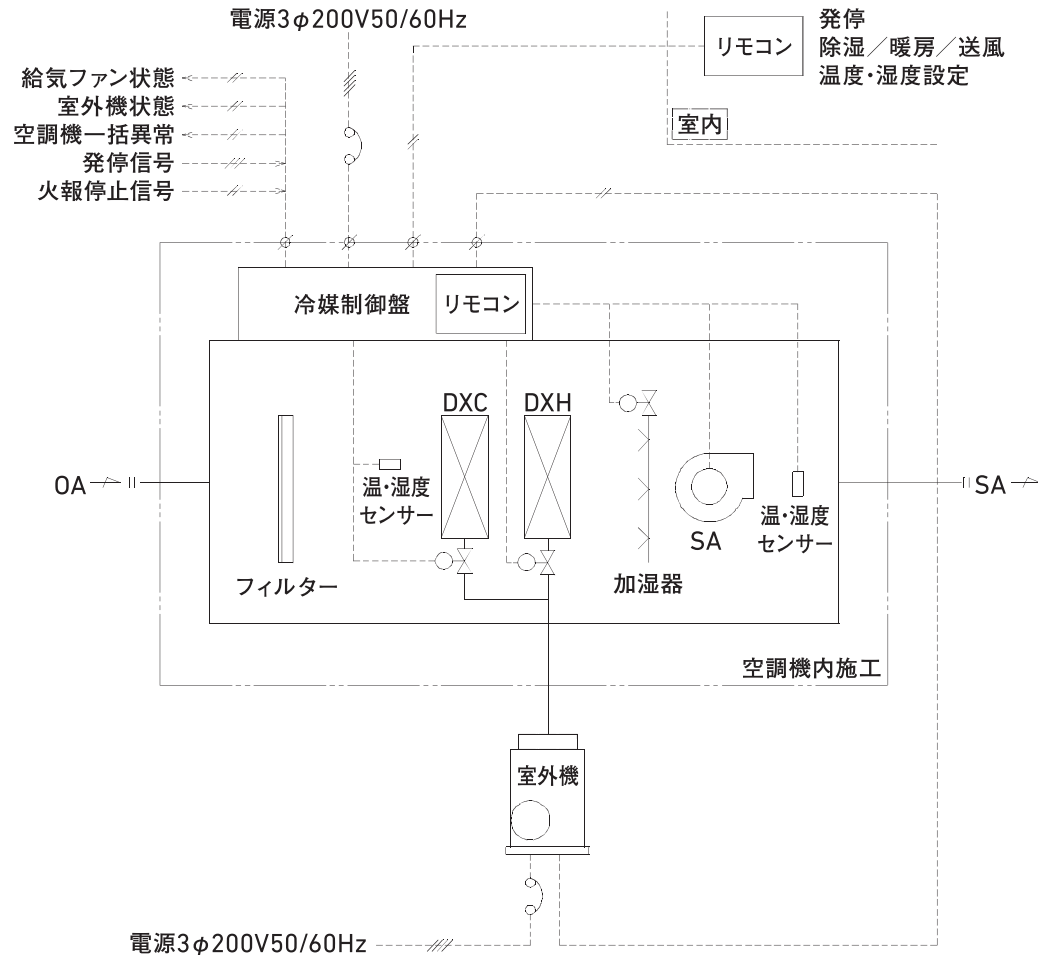 電源3φ200V50/60Hz
リモコン
発停
除湿／暖房／送風
温度・湿度設定
給気ファン状態
室外機状態
空調機一括異常
発停信号
火報停止信号
室内
冷媒制御盤
リモコン
DXC
DXH
OA
温・湿度
センサー
SA
温・湿度
センサー
SA
フィルター
加湿器
空調機内施工
室外機
電源3φ200V50/60Hz